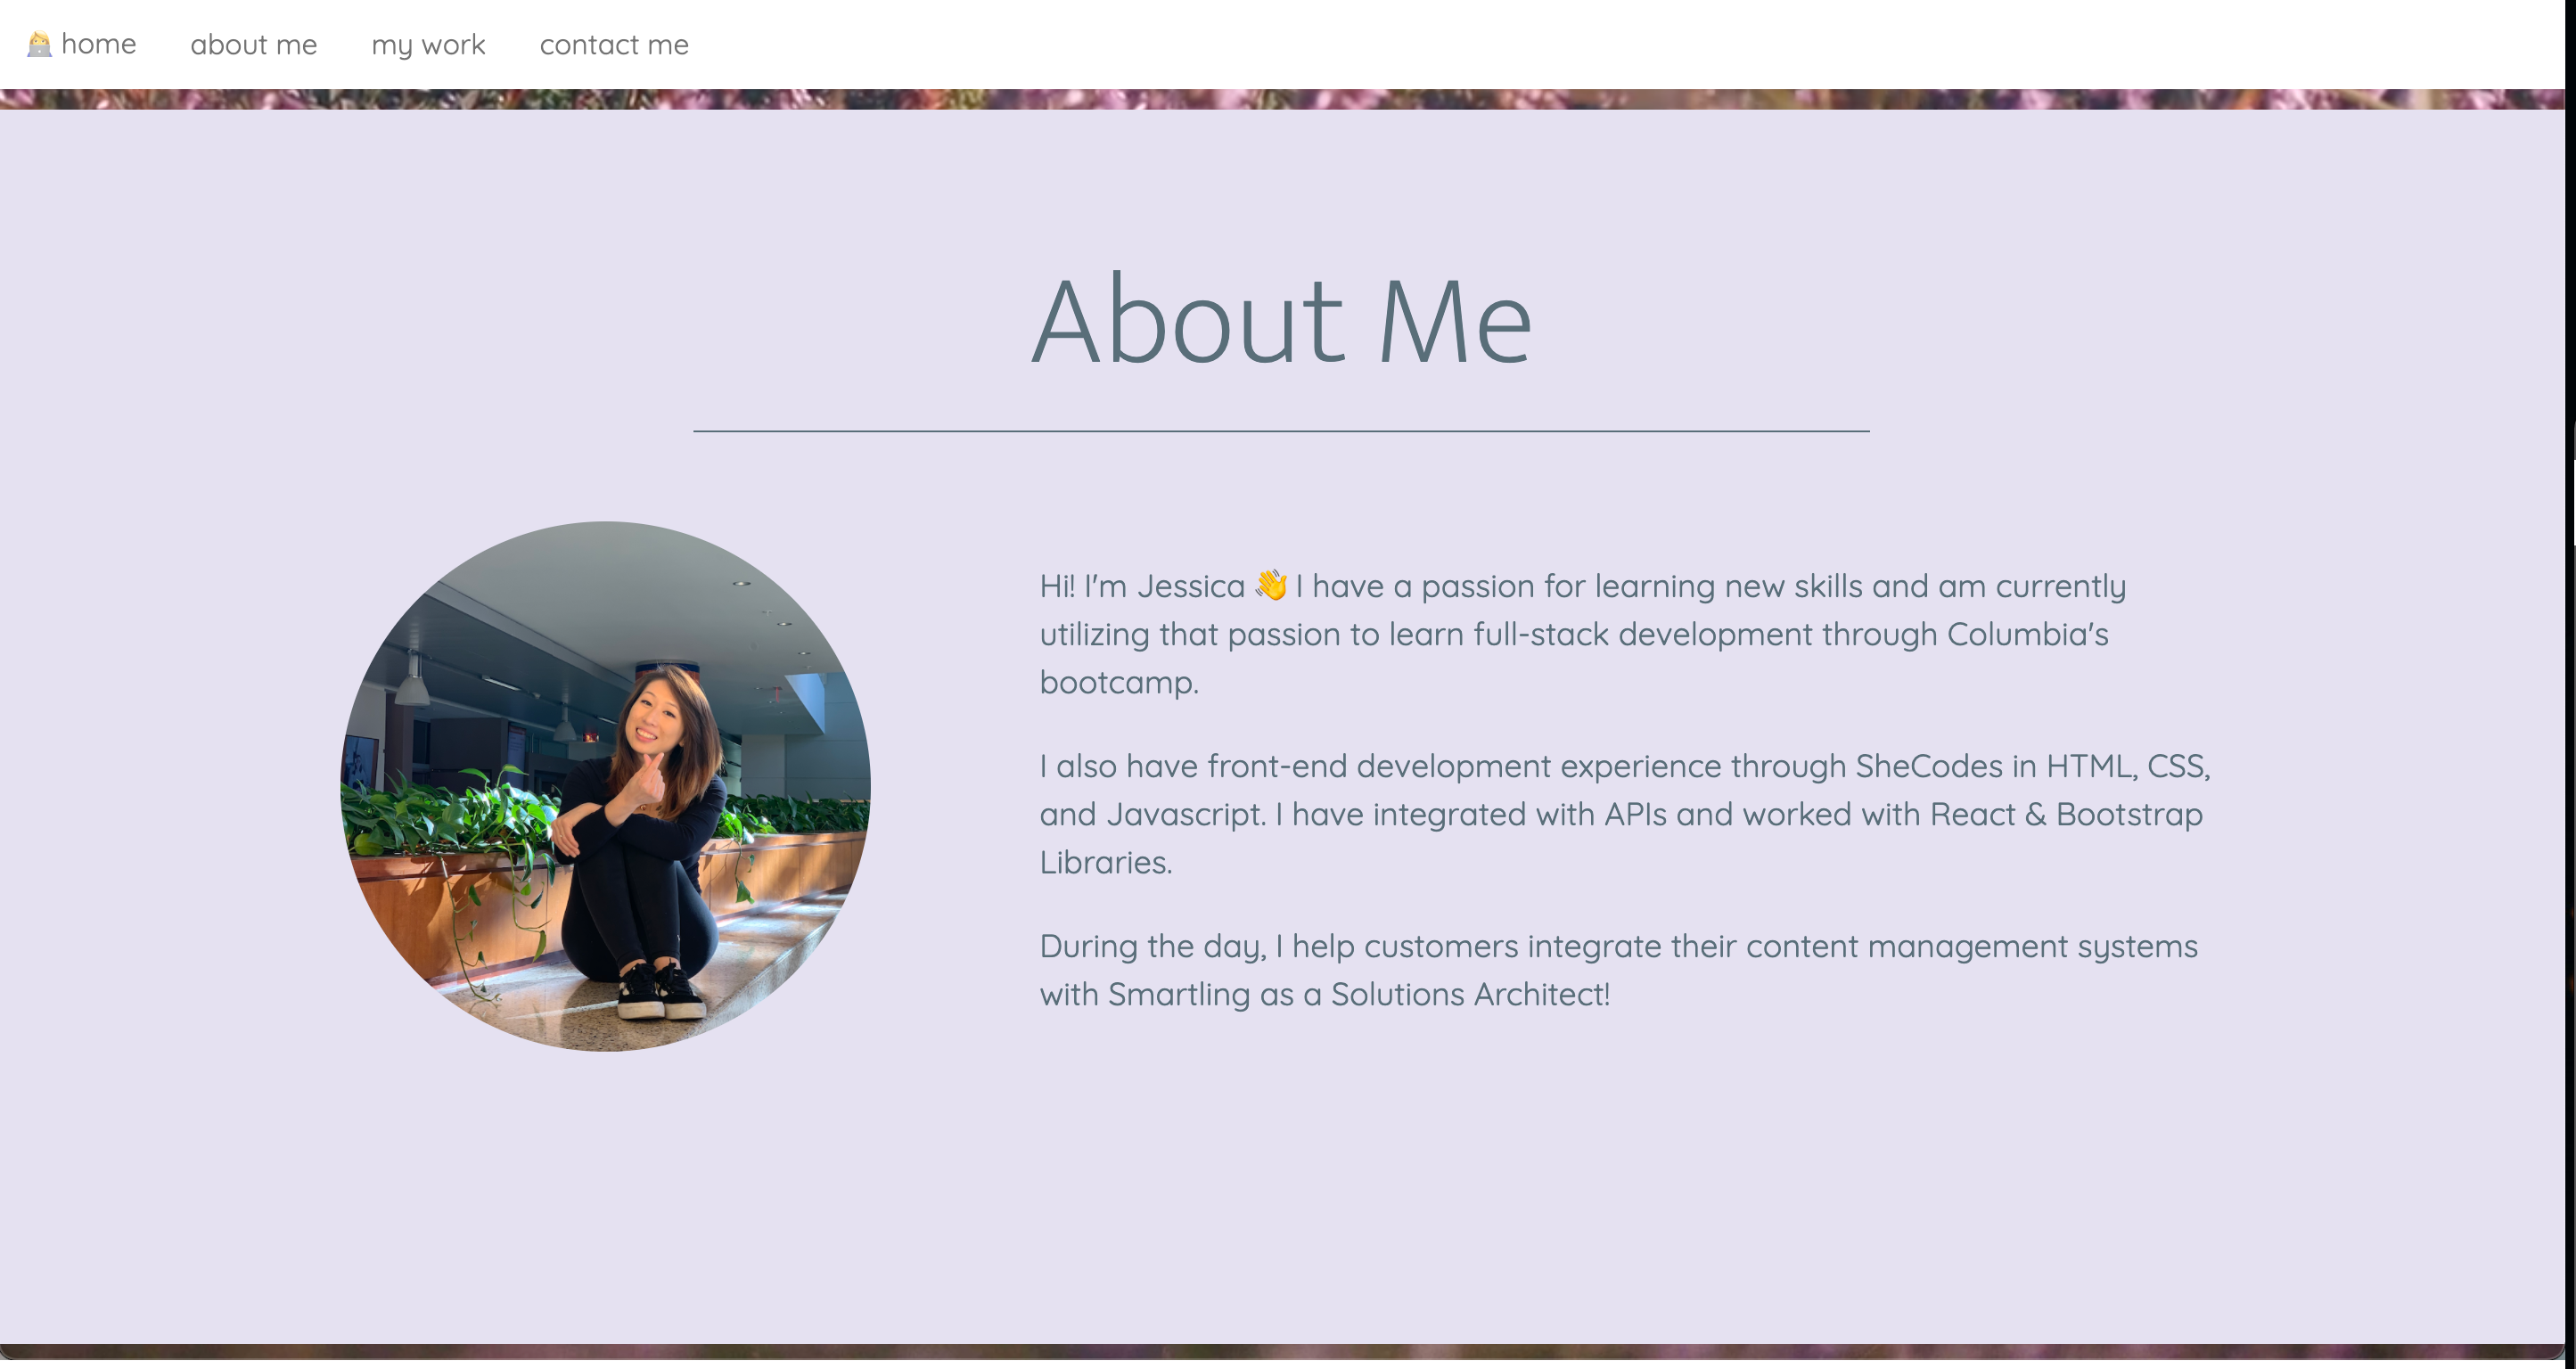 🧑‍💻 home about me my work contact me
About Me
Hi! I'm Jessica 👋 I have a passion for learning new skills and am currently
utilizing that passion to learn full-stack development through Columbia's
bootcamp.
I also have front-end development experience through SheCodes in HTML, CSS,
and Javascript. I have integrated with APIs and worked with React & Bootstrap
Libraries.
During the day, I help customers integrate their content management systems
with Smartling as a Solutions Architect!